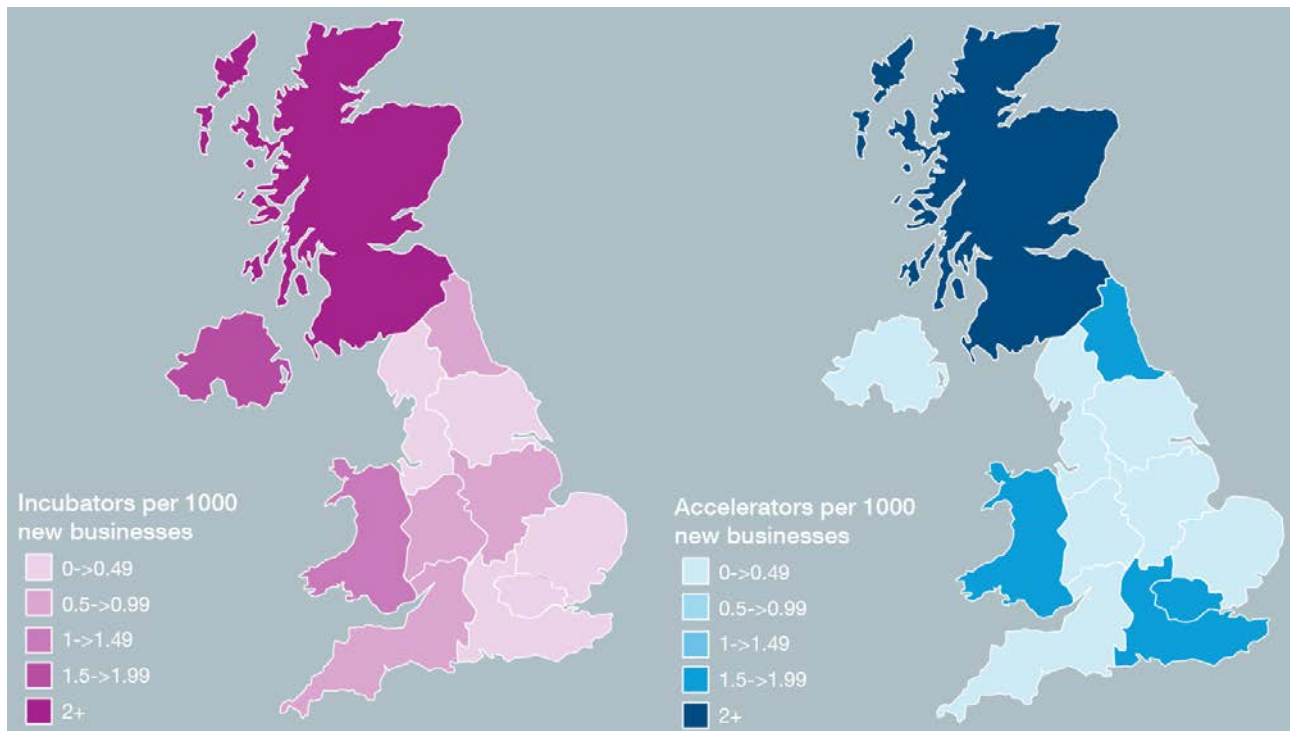 Incubators per 1000
new businesses
0->0.49
0.5->0.99
1->1.49
1.5->1.99
2+
Accelerators per 1000
new businesses
0->0.49
0.5->0.99
1->1.49
1.5->1.99
2+